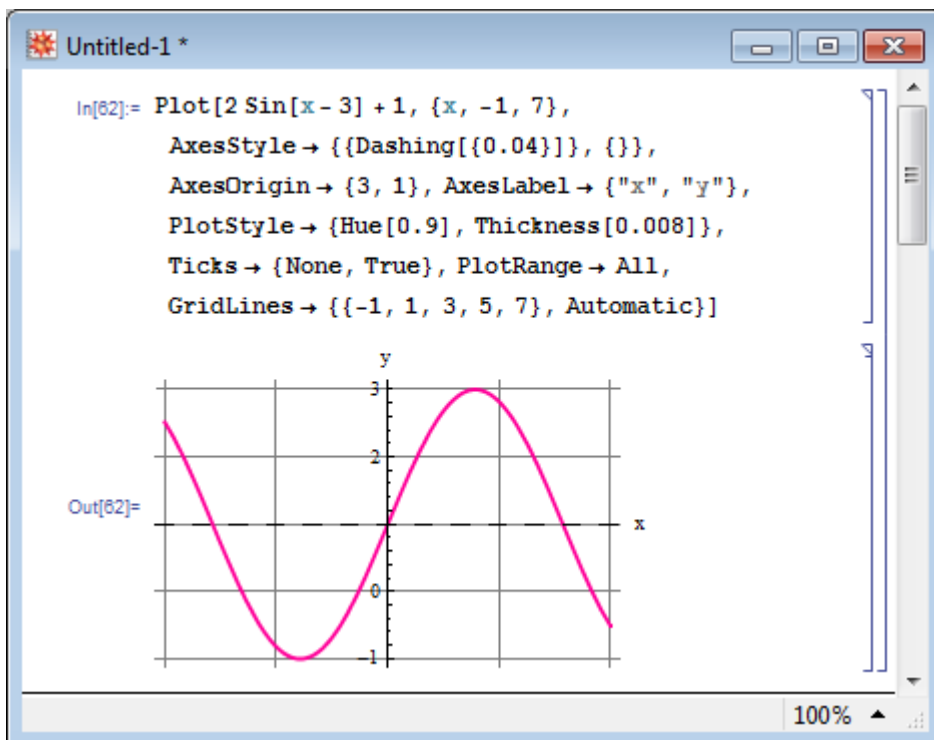 Untitled-1 *
In[62]:= Plot[2 Sin[x - 3] + 1, {x, -1, 7},
AxesStyle → {{Dashing[{0.04}]}, {}},
AxesOrigin → {3, 1}, AxesLabel → {"x", "y"},
PlotStyle → {Hue[0.9], Thickness[0.008]},
Ticks → {None, True}, PlotRange → All,
GridLines → {{-1, 1, 3, 5, 7}, Automatic}]
y
3
2
Out[62]=
x
0
-1
100%